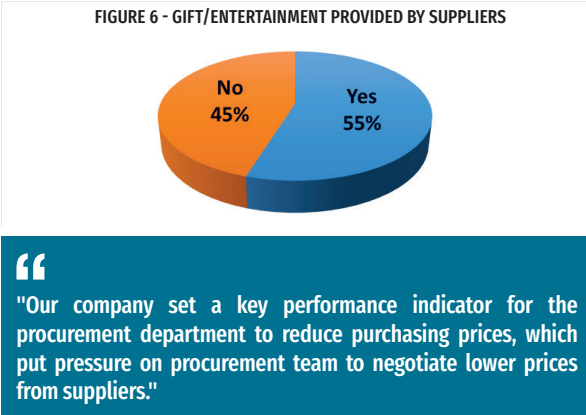 FIGURE 6 - GIFT/ENTERTAINMENT PROVIDED BY SUPPLIERS
No
45%
Yes
55%
“
"Our company set a key performance indicator for the
procurement department to reduce purchasing prices, which
put pressure on procurement team to negotiate lower prices
from suppliers."